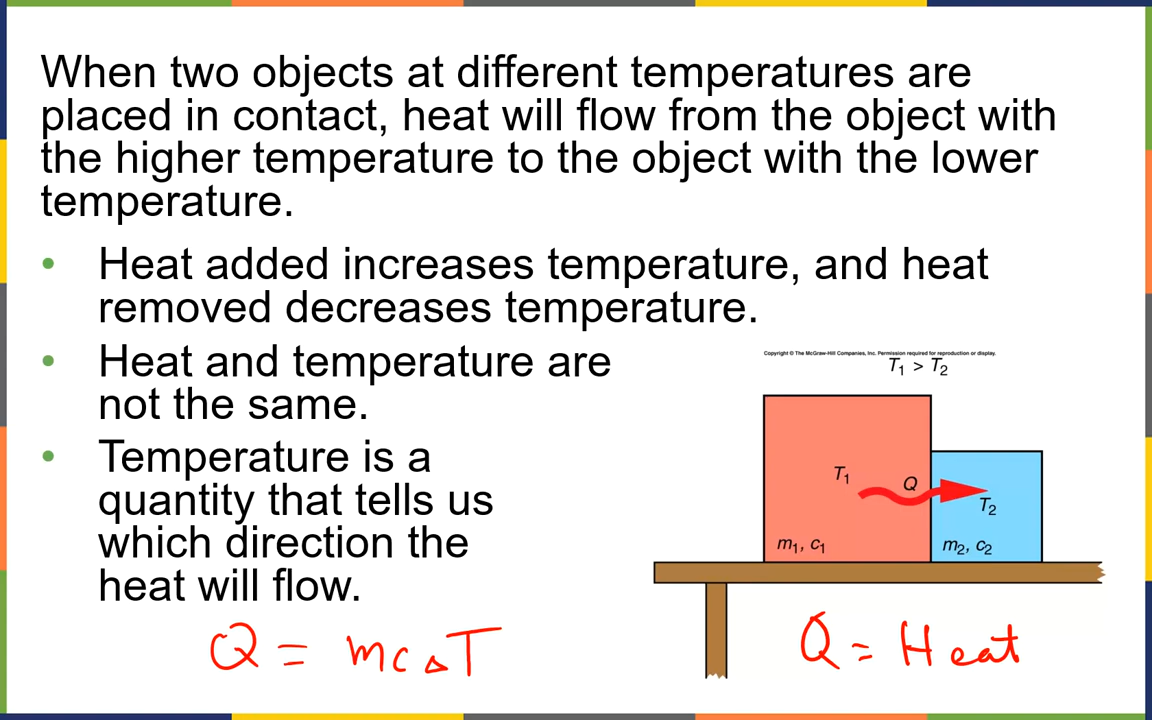 When two objects at different temperatures are
placed in contact, heat will flow from the object with
the higher temperature to the object with the lower
temperature.
• Heat added increases temperature, and heat
removed decreases temperature.
• Heat and temperature are
not the same.
• Temperature is a
quantity that tells us
which direction the
heat will flow.
Copyright © The McGraw-Hill Companies, Inc. Permission required for reproduction or display.
T₁ > T₂
T₁
Q
T₂
m₁, c₁
m₂, c₂
Q = mc△T
Q = Heat